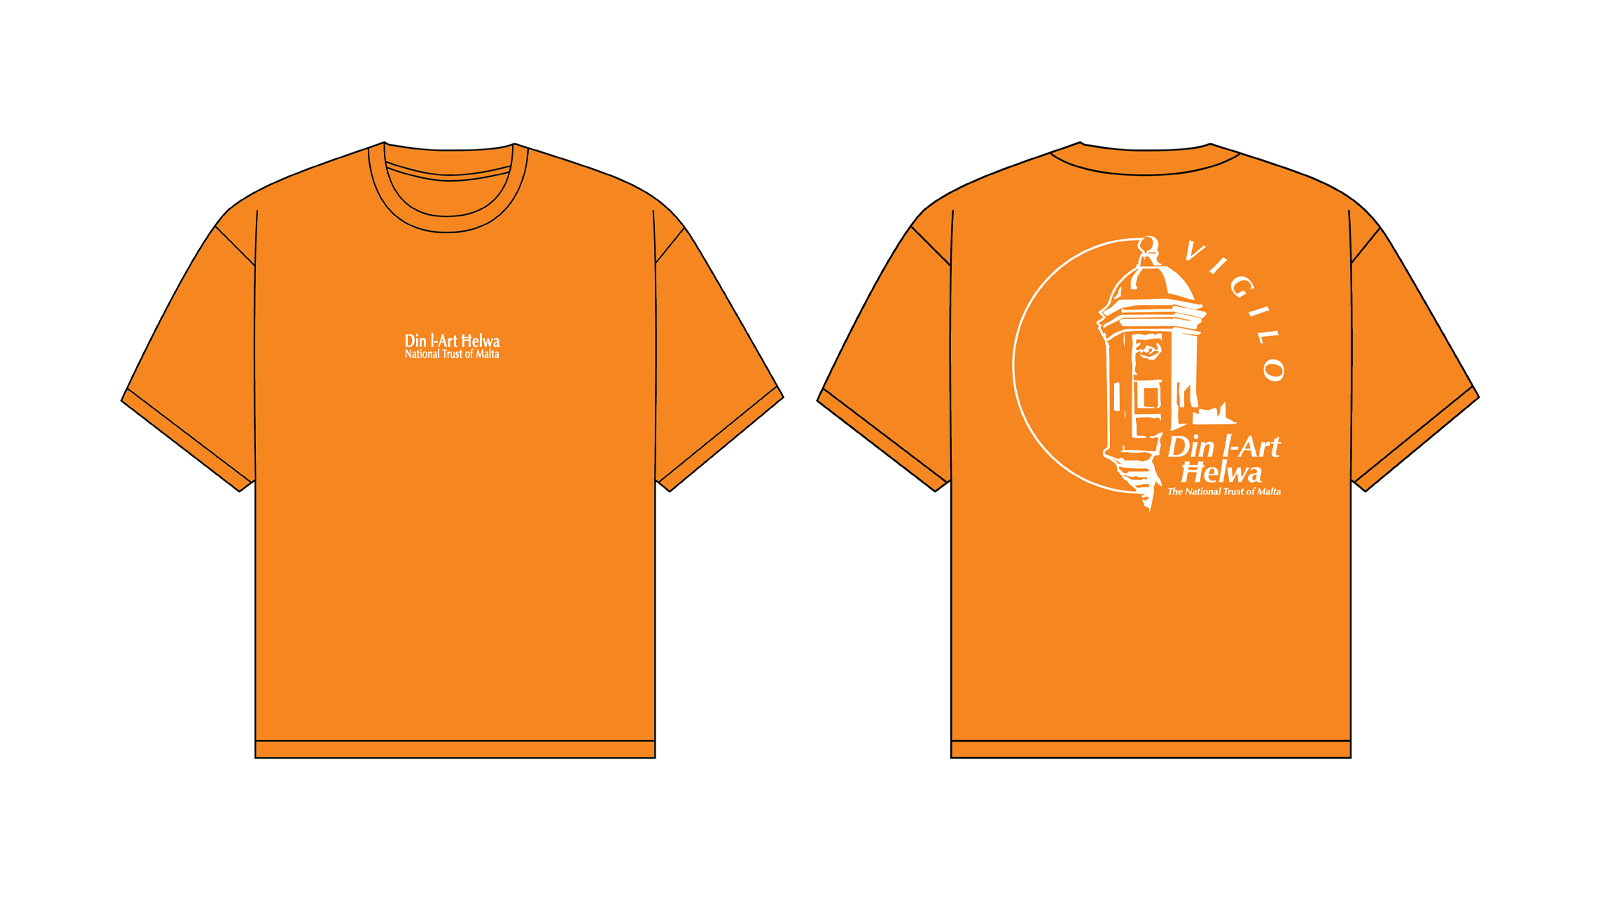 Din l-Art Ħelwa
National Trust of Malta
VIGILO
Din l-Art
Ħelwa
The National Trust of Malta